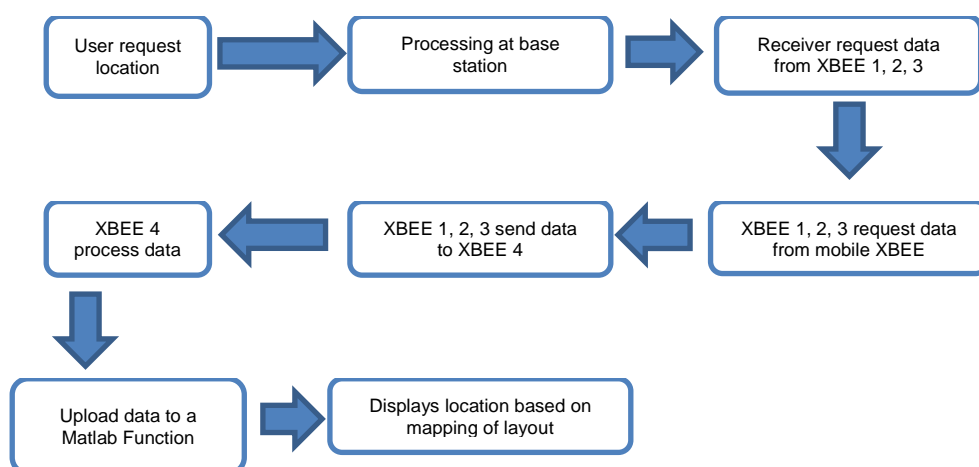 User request
location
Processing at base
station
Receiver request data
from XBEE 1, 2, 3
XBEE 1, 2, 3 request data
from mobile XBEE
XBEE 1, 2, 3 send data
to XBEE 4
XBEE 4
process data
Upload data to a
Matlab Function
Displays location based on
mapping of layout